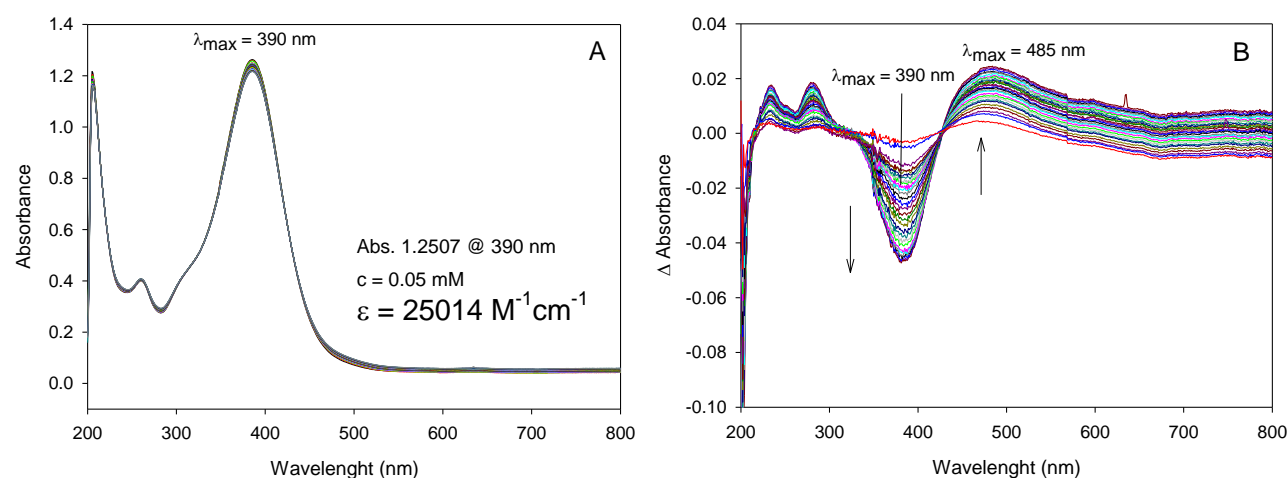 λmax = 390 nm
A
1.4
1.2
1.0
0.8
0.6
0.4
0.2
0.0
Absorbance
Abs. 1.2507 @ 390 nm
c = 0.05 mM
ε = 25014 M-1cm-1
200 300 400 500 600 700 800
Wavelenght (nm)
B
λmax = 485 nm
λmax = 390 nm
0.04
0.02
0.00
-0.02
-0.04
-0.06
-0.08
-0.10
Δ Absorbance
200 300 400 500 600 700 800
Wavelenght (nm)